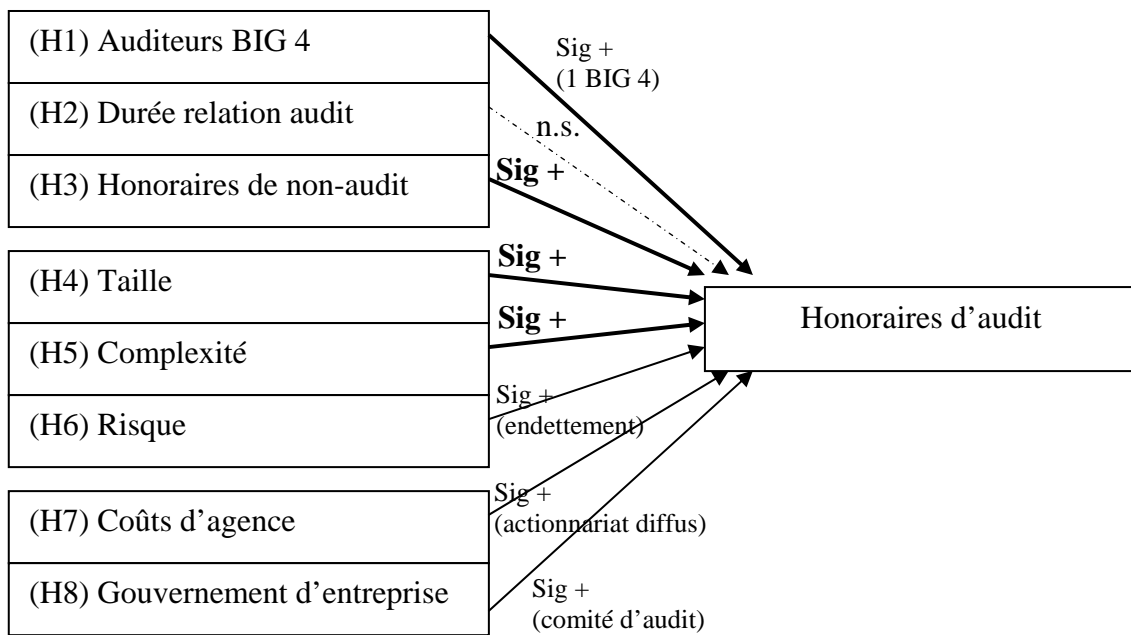 (H1) Auditeurs BIG 4
Sig +
(1 BIG 4)
(H2) Durée relation audit
n.s.
(H3) Honoraires de non-audit
Sig +
(H4) Taille
Sig +
(H5) Complexité
Sig +
(H6) Risque
Sig +
(endettement)
(H7) Coûts d’agence
Sig +
(actionnariat diffus)
(H8) Gouvernement d’entreprise
Sig +
(comité d’audit)
Honoraires d’audit